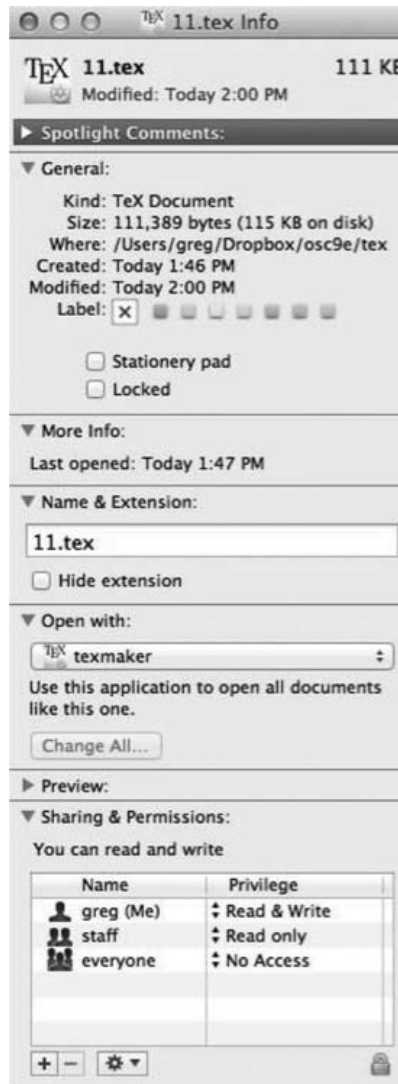 TEX 11.tex Info
TEX 11.tex 111 KB
Modified: Today 2:00 PM
Spotlight Comments:
General:
Kind: TeX Document
Size: 111,389 bytes (115 KB on disk)
Where: /Users/greg/Dropbox/osc9e/tex
Created: Today 1:46 PM
Modified: Today 2:00 PM
Label:
Stationery pad
Locked
More Info:
Last opened: Today 1:47 PM
Name & Extension:
11.tex
Hide extension
Open with:
TEX texmaker
Use this application to open all documents
like this one.
Change All...
Preview:
Sharing & Permissions:
You can read and write
Name Privilege
greg (Me) Read & Write
staff Read only
everyone No Access